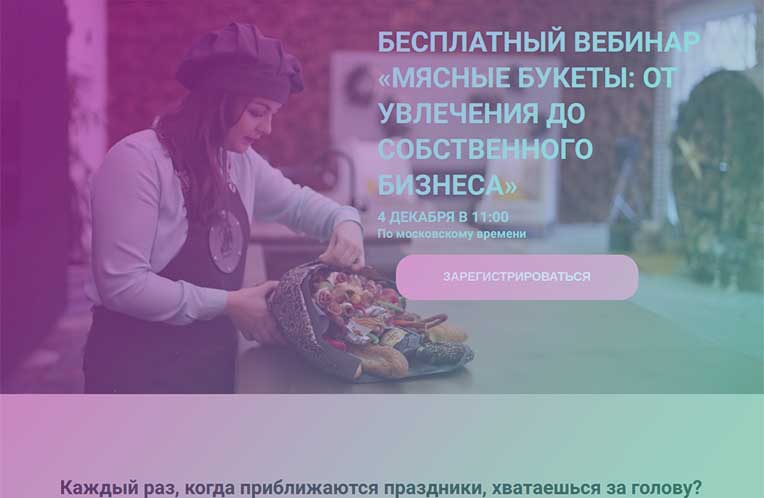 БЕСПЛАТНЫЙ ВЕБИНАР
«МЯСНЫЕ БУКЕТЫ: ОТ
УВЛЕЧЕНИЯ ДО
СОБСТВЕННОГО
БИЗНЕСА»
4 ДЕКАБРЯ В 11:00
По московскому времени
ЗАРЕГИСТРИРОВАТЬСЯ
Каждый раз, когда приближаются праздники, хватаешься за голову?